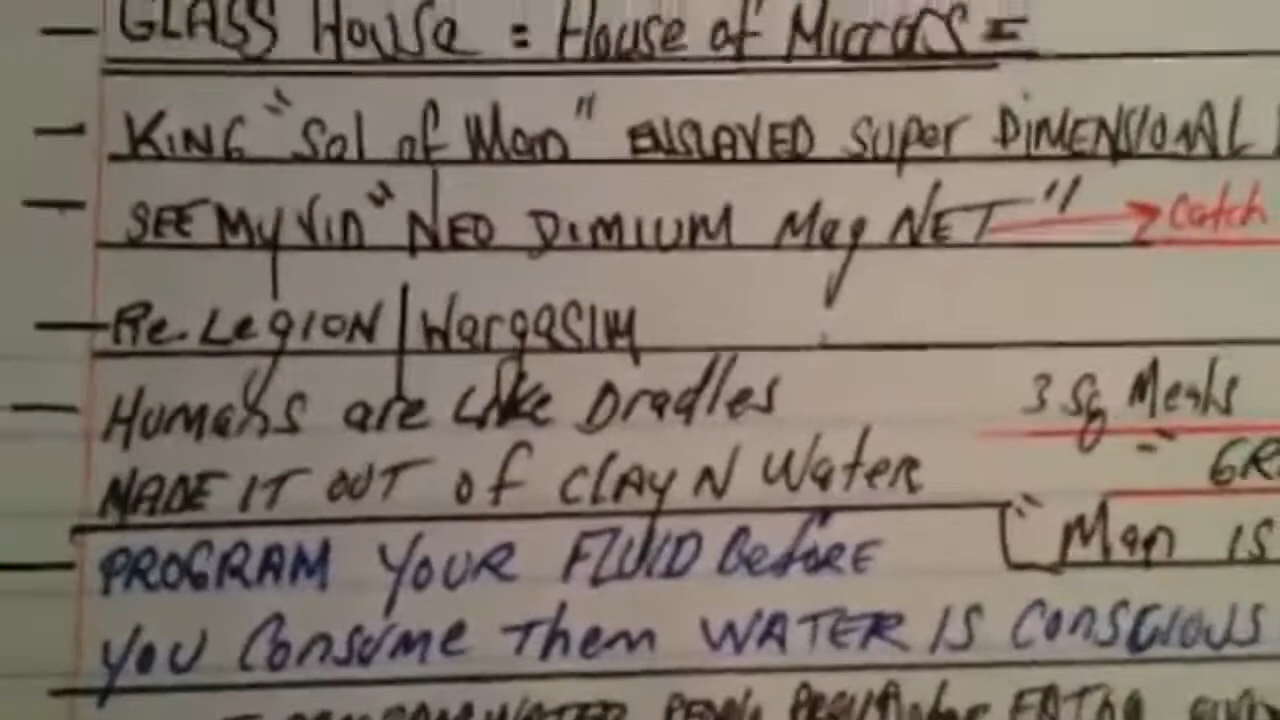 GLASS House = House of Mirrors =
KING "Sol of Man" ENSLAVED Super DIMENSIONAL
SEE My Vid "NEO DIMIUM Mag NET" → catch
Re.LegION | WargasIM
Humans are Like Dradles
3 Sq Meals
MADE IT OUT of CLAY N Water
PROGRAM YOUR FLUID Before
"Man is
you Consume Them WATER IS CONSCIOUS